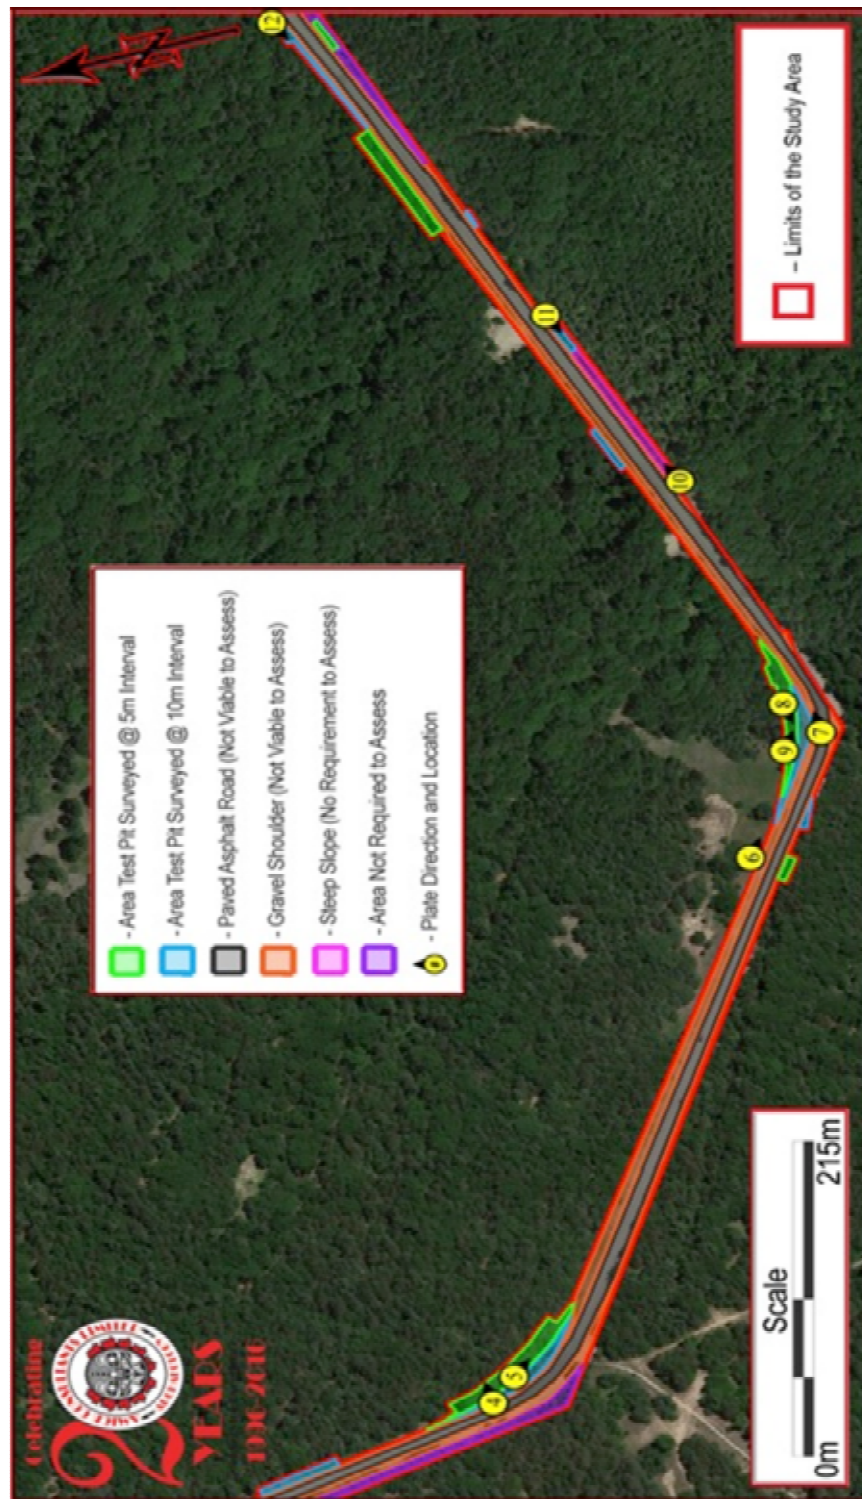 Celebrating
20
YEARS
1996-2016
- Area Test Pit Surveyed @ 5m Interval
- Area Test Pit Surveyed @ 10m Interval
- Paved Asphalt Road (Not Viable to Assess)
- Gravel Shoulder (Not Viable to Assess)
- Steep Slope (No Requirement to Assess)
- Area Not Required to Assess
# - Plate Direction and Location
4
5
6
9
8
7
10
11
12
N
Scale
0m 215m
- Limits of the Study Area